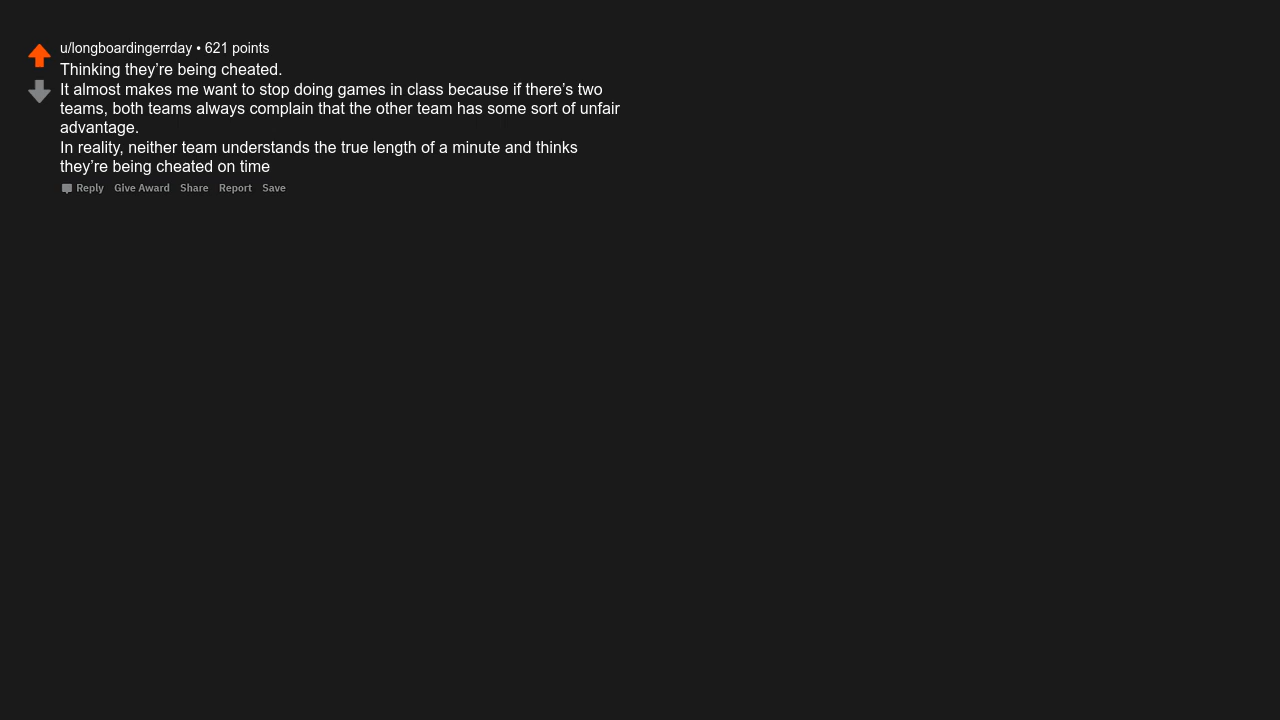 u/longboardingerrday • 621 points
Thinking they’re being cheated.
It almost makes me want to stop doing games in class because if there’s two
teams, both teams always complain that the other team has some sort of unfair
advantage.
In reality, neither team understands the true length of a minute and thinks
they’re being cheated on time
Reply Give Award Share Report Save